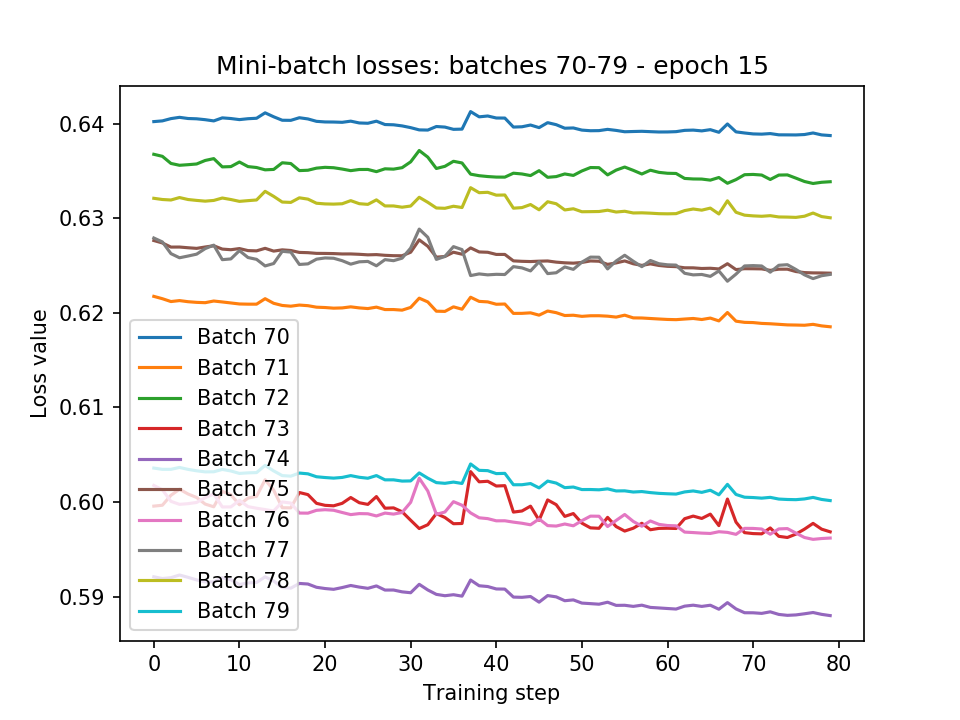 Mini-batch losses: batches 70-79 - epoch 15
Loss value
0.64
0.63
0.62
0.61
0.60
0.59
Batch 70
Batch 71
Batch 72
Batch 73
Batch 74
Batch 75
Batch 76
Batch 77
Batch 78
Batch 79
0 10 20 30 40 50 60 70 80
Training step